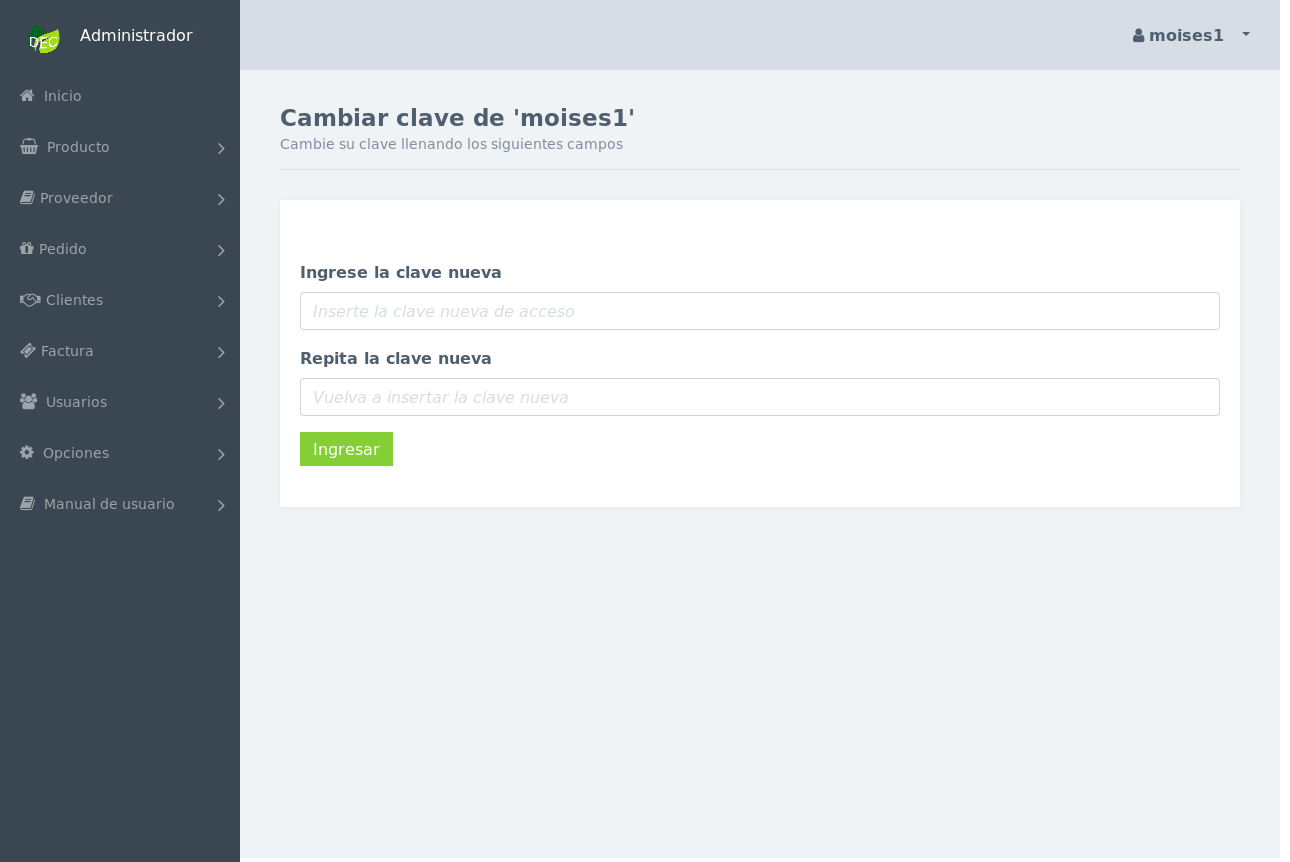 DEC
Administrador
moises1
Inicio
Producto
Proveedor
Pedido
Clientes
Factura
Usuarios
Opciones
Manual de usuario
Cambiar clave de 'moises1'
Cambie su clave llenando los siguientes campos
Ingrese la clave nueva
Inserte la clave nueva de acceso
Repita la clave nueva
Vuelva a insertar la clave nueva
Ingresar